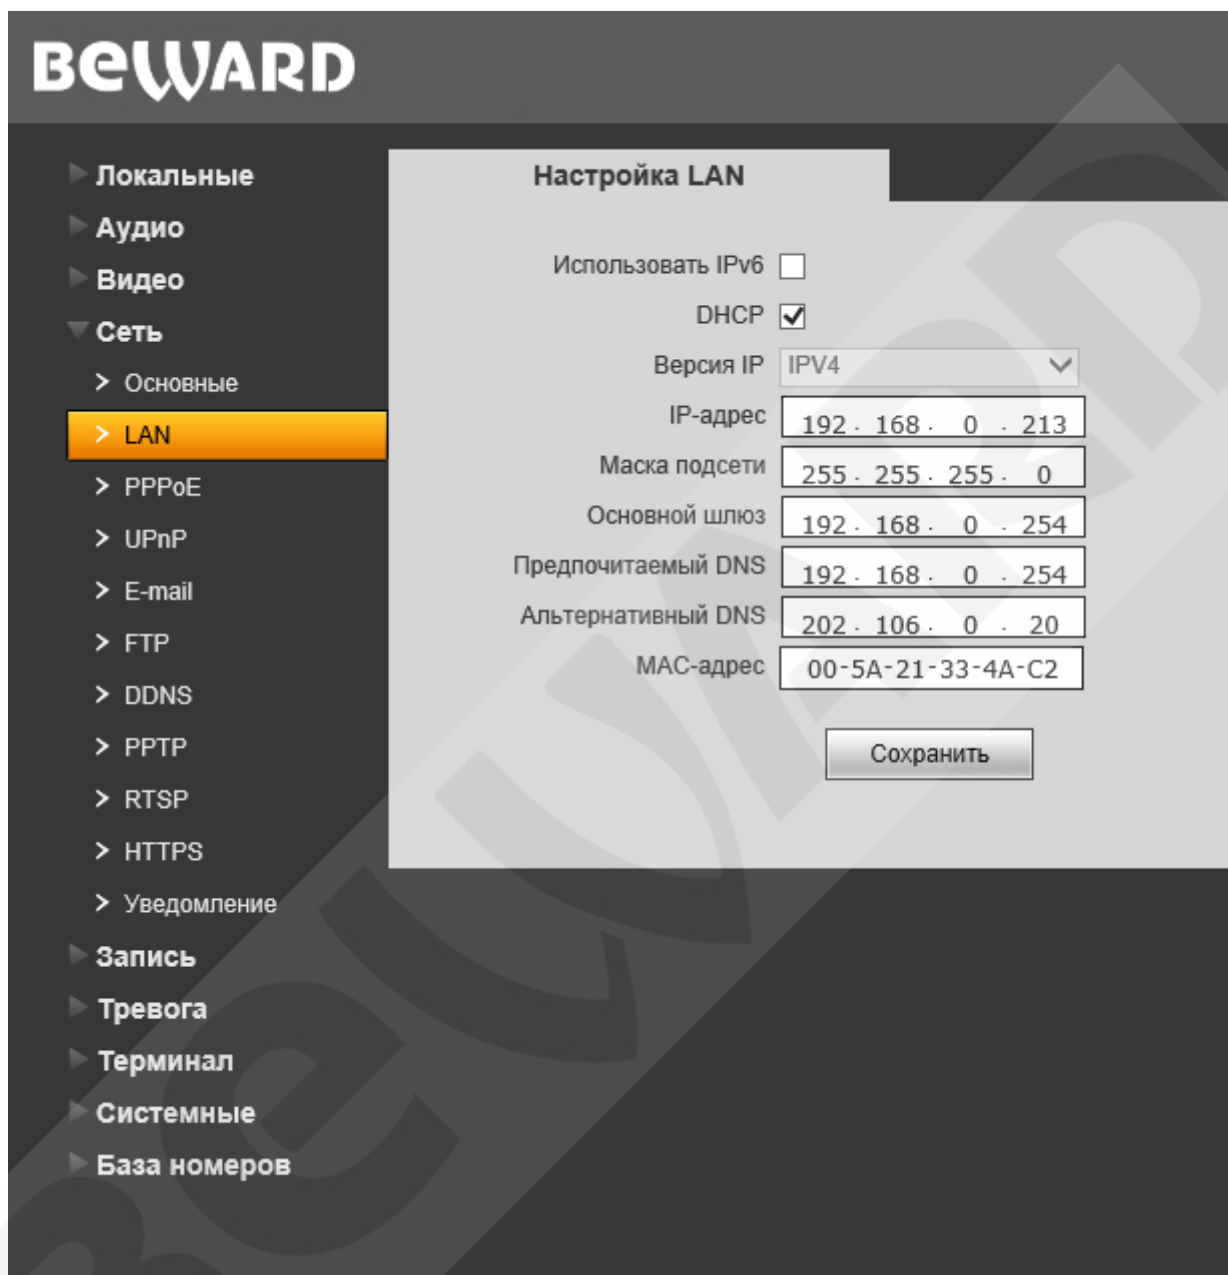 BEWARD
Локальные
Аудио
Видео
Сеть
Основные
LAN
PPPoE
UPnP
E-mail
FTP
DDNS
PPTP
RTSP
HTTPS
Уведомление
Запись
Тревога
Терминал
Системные
База номеров
Настройка LAN
Использовать IPv6
DHCP
Версия IP IPV4
IP-адрес 192 . 168 . 0 . 213
Маска подсети 255 . 255 . 255 . 0
Основной шлюз 192 . 168 . 0 . 254
Предпочитаемый DNS 192 . 168 . 0 . 254
Альтернативный DNS 202 . 106 . 0 . 20
MAC-адрес 00-5A-21-33-4A-C2
Сохранить
BEWARD